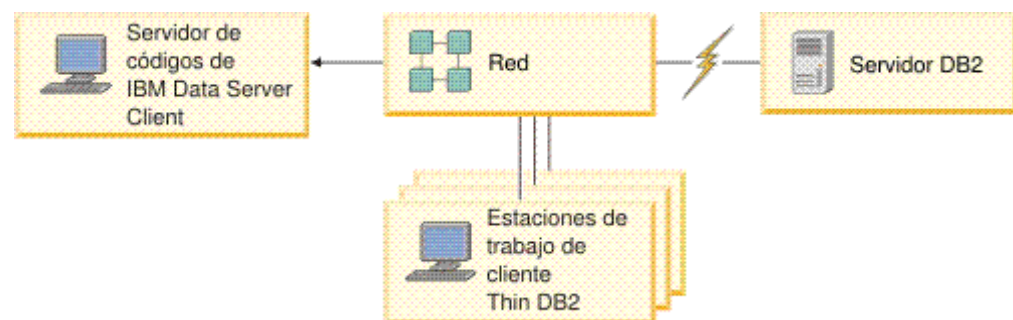 Servidor de
códigos de
IBM Data Server
Client
Red
Servidor DB2
Estaciones de
trabajo de
cliente
Thin DB2